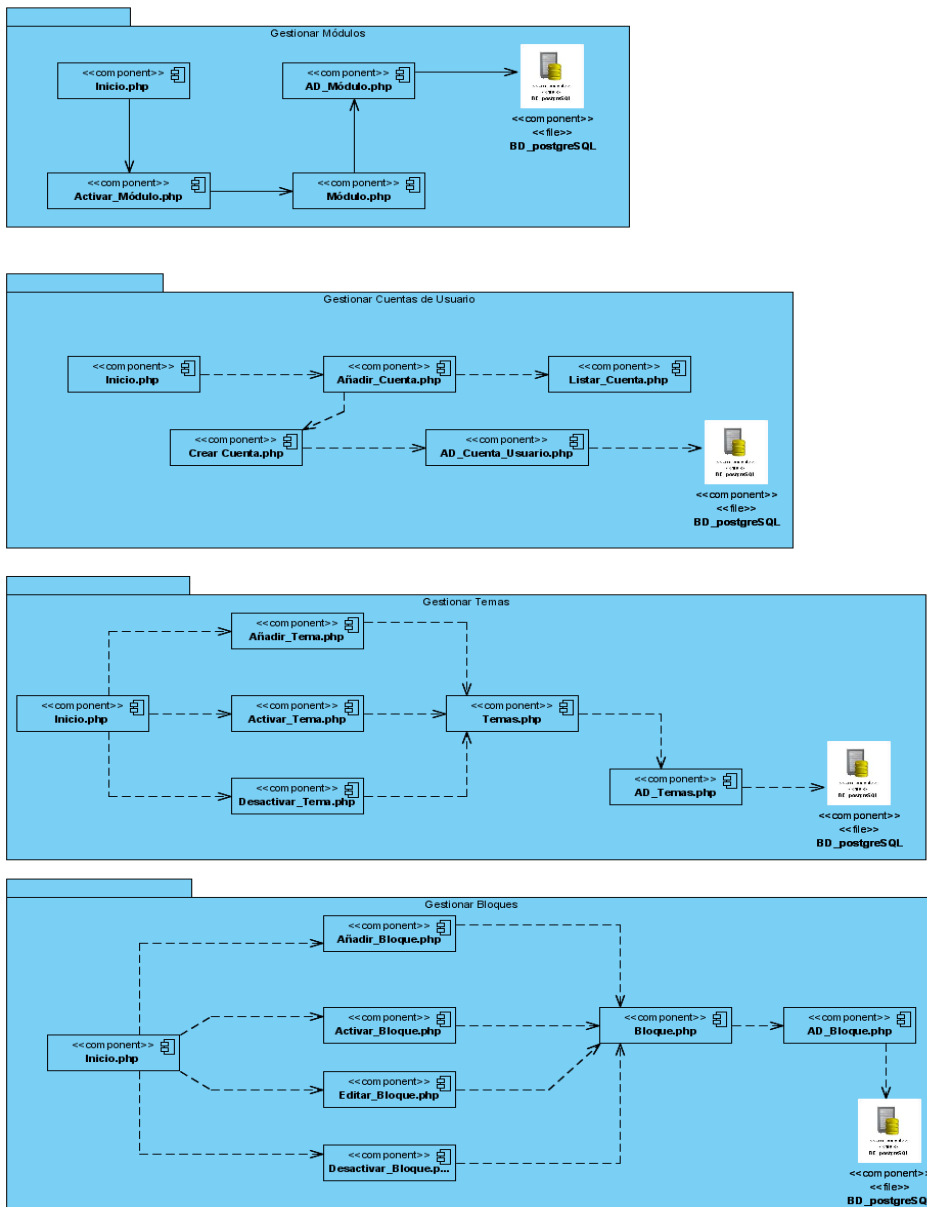 Gestionar Módulos
<<component>>
Inicio.php
<<component>>
AD_Módulo.php
<<component>>
<<file>>
BD_postgreSQL
<<component>>
Activar_Módulo.php
<<component>>
Módulo.php
Gestionar Cuentas de Usuario
<<component>>
Inicio.php
<<component>>
Añadir_Cuenta.php
<<component>>
Listar_Cuenta.php
<<component>>
Crear Cuenta.php
<<component>>
AD_Cuenta_Usuario.php
<<component>>
<<file>>
BD_postgreSQL
Gestionar Temas
<<component>>
Añadir_Tema.php
<<component>>
Inicio.php
<<component>>
Activar_Tema.php
<<component>>
Temas.php
<<component>>
Desactivar_Tema.php
<<component>>
AD_Temas.php
<<component>>
<<file>>
BD_postgreSQL
Gestionar Bloques
<<component>>
Añadir_Bloque.php
<<component>>
Inicio.php
<<component>>
Activar_Bloque.php
<<component>>
Bloque.php
<<component>>
AD_Bloque.php
<<component>>
Editar_Bloque.php
<<component>>
Desactivar_Bloque.p...
<<component>>
<<file>>
BD_postgreSQ